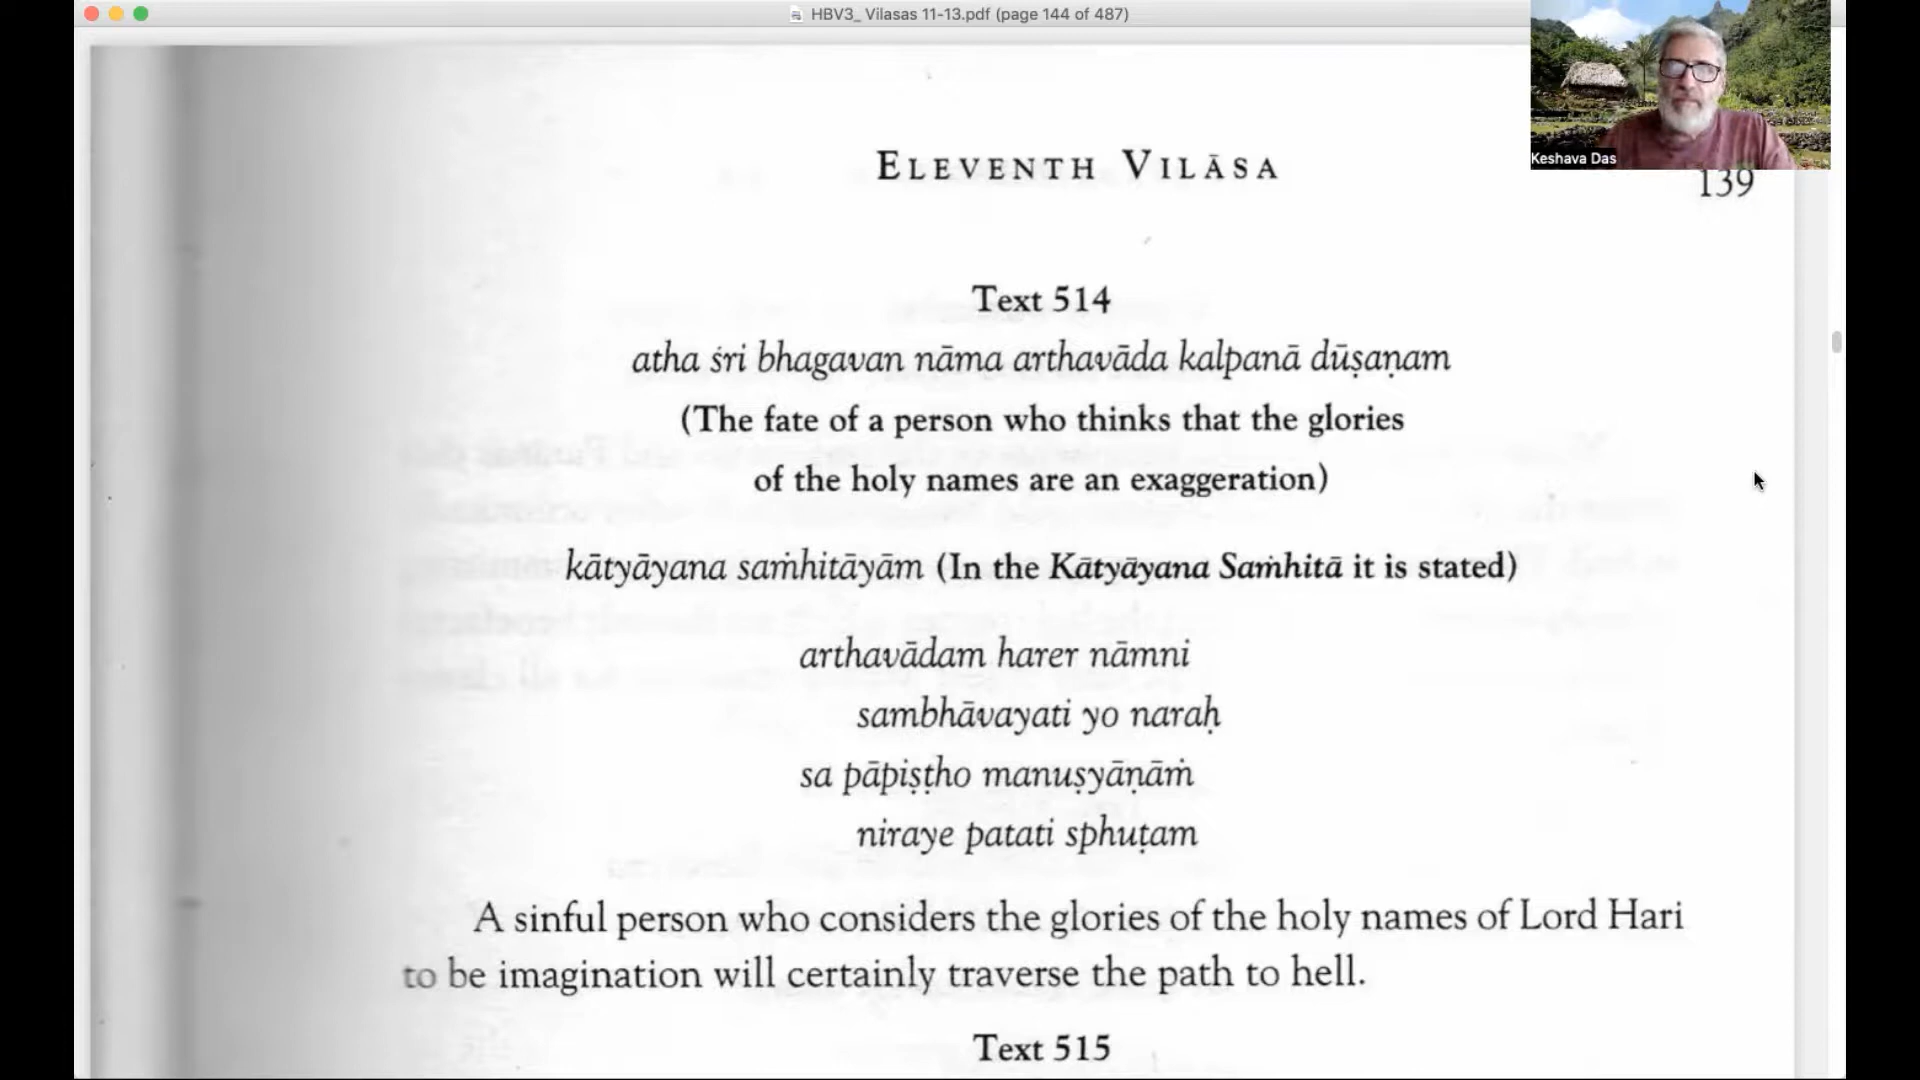 HBV3_ Vilasas 11-13.pdf (page 144 of 487)
Keshava Das
ELEVENTH VILĀSA
139
Text 514
atha śri bhagavan nāma arthavāda kalpanā dūṣaṇam
(The fate of a person who thinks that the glories
of the holy names are an exaggeration)
kātyāyana saṁhitāyām (In the Kātyāyana Saṁhitā it is stated)
arthavādam harer nāmni
sambhāvayati yo naraḥ
sa pāpiṣṭho manuṣyāṇāṁ
niraye patati sphuṭam
A sinful person who considers the glories of the holy names of Lord Hari
to be imagination will certainly traverse the path to hell.
Text 515